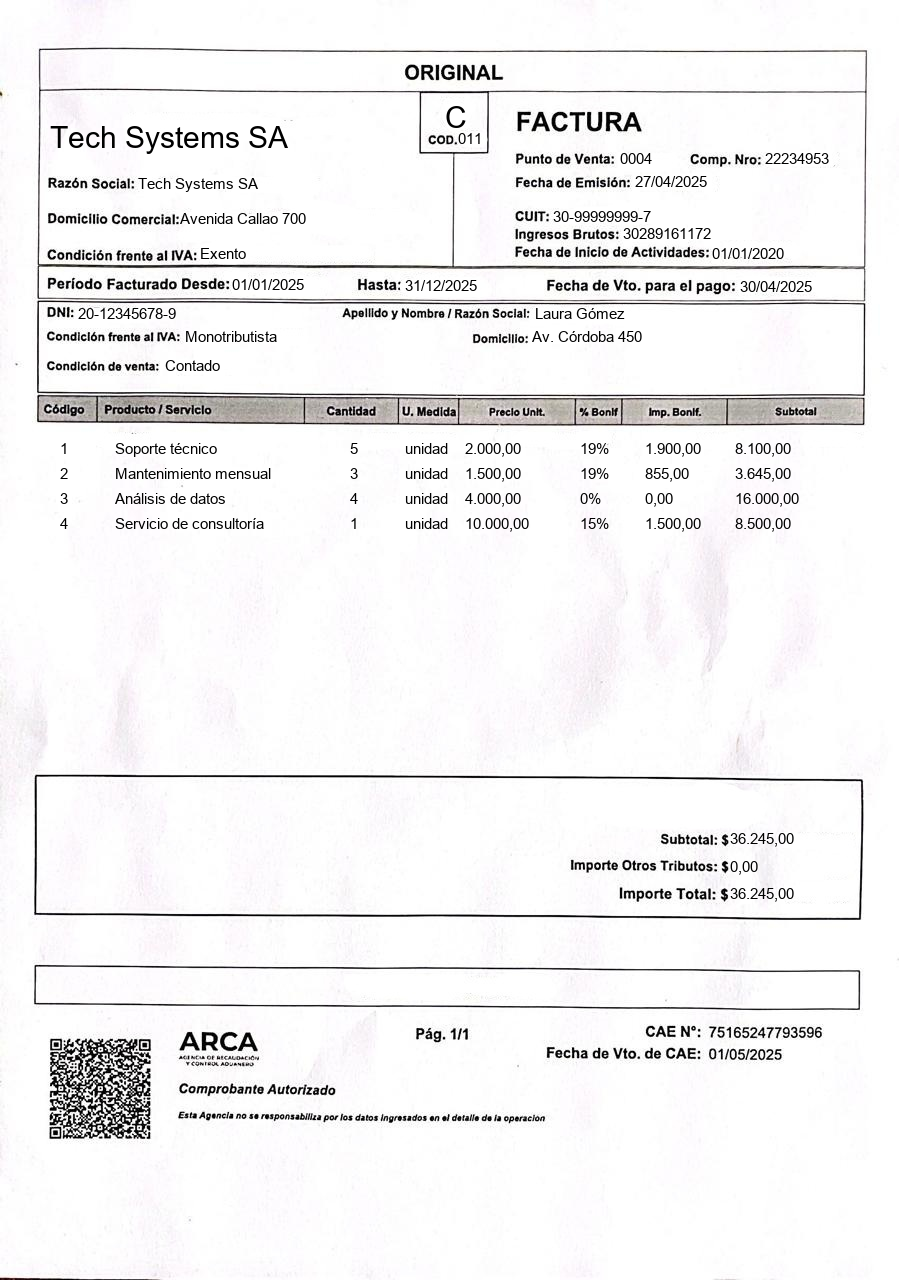 ORIGINAL
C
COD.011
Tech Systems SA
FACTURA
Punto de Venta: 0004 Comp. Nro: 22234953
Razón Social: Tech Systems SA
Fecha de Emisión: 27/04/2025
Domicilio Comercial:Avenida Callao 700
CUIT: 30-99999999-7
Ingresos Brutos: 30289161172
Condición frente al IVA: Exento
Fecha de Inicio de Actividades: 01/01/2020
Período Facturado Desde: 01/01/2025 Hasta: 31/12/2025 Fecha de Vto. para el pago: 30/04/2025
DNI: 20-12345678-9 Apellido y Nombre / Razón Social: Laura Gómez
Condición frente al IVA: Monotributista Domicilio: Av. Córdoba 450
Condición de venta: Contado
Código Producto / Servicio Cantidad U. Medida Precio Unit. % Bonif Imp. Bonif. Subtotal
1 Soporte técnico 5 unidad 2.000,00 19% 1.900,00 8.100,00
2 Mantenimiento mensual 3 unidad 1.500,00 19% 855,00 3.645,00
3 Análisis de datos 4 unidad 4.000,00 0% 0,00 16.000,00
4 Servicio de consultoría 1 unidad 10.000,00 15% 1.500,00 8.500,00
Subtotal: $36.245,00
Importe Otros Tributos: $0,00
Importe Total: $36.245,00
ARCA
AGENCIA DE RECAUDACIÓN
Y CONTROL ADUANERO
Pág. 1/1
CAE N°: 75165247793596
Fecha de Vto. de CAE: 01/05/2025
Comprobante Autorizado
Esta Agencia no se responsabiliza por los datos ingresados en el detalle de la operacion